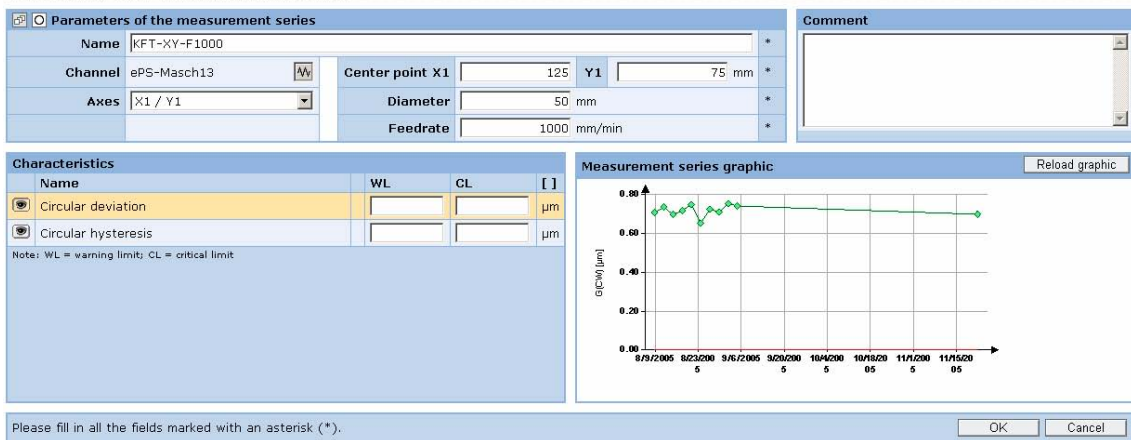 Parameters of the measurement series
Name KFT-XY-F1000 *
Channel ePS-Masch13 Center point X1 125 Y1 75 mm *
Axes X1 / Y1 Diameter 50 mm *
Feedrate 1000 mm/min *
Comment
Characteristics
Name WL CL [ ]
Circular deviation µm
Circular hysteresis µm
Note: WL = warning limit; CL = critical limit
Measurement series graphic Reload graphic
G(CW) [µm]
0.80
0.60
0.40
0.20
0.00
8/9/2005 8/23/200 9/6/2005 9/20/200 10/4/200 10/18/20 11/1/200 11/15/20
5 5 5 05 5 05
Please fill in all the fields marked with an asterisk (*). OK Cancel